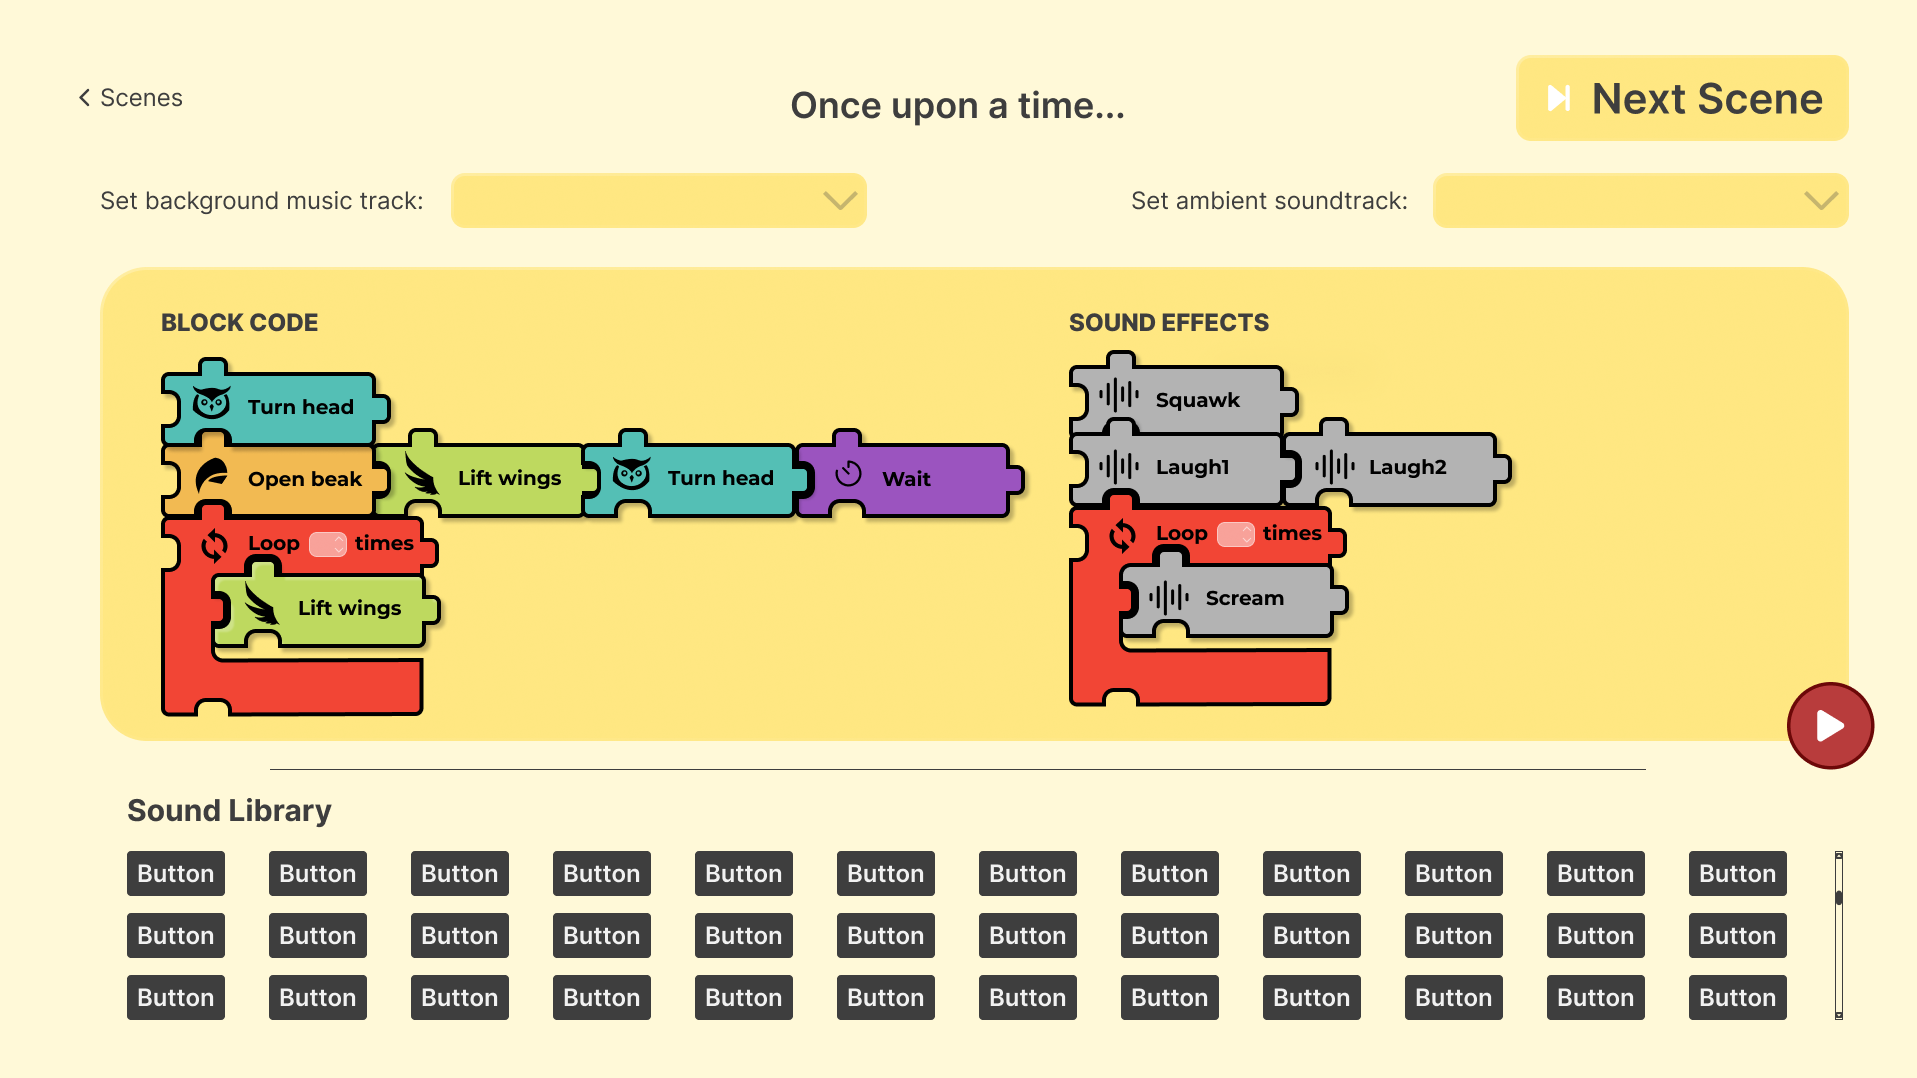 Scenes
Once upon a time...
Next Scene
Set background music track:
Set ambient soundtrack:
BLOCK CODE
Turn head
Open beak
Lift wings
Turn head
Wait
Loop times
Lift wings
SOUND EFFECTS
Squawk
Laugh1
Laugh2
Loop times
Scream
Sound Library
Button Button Button Button Button Button Button Button Button Button Button Button
Button Button Button Button Button Button Button Button Button Button Button Button
Button Button Button Button Button Button Button Button Button Button Button Button